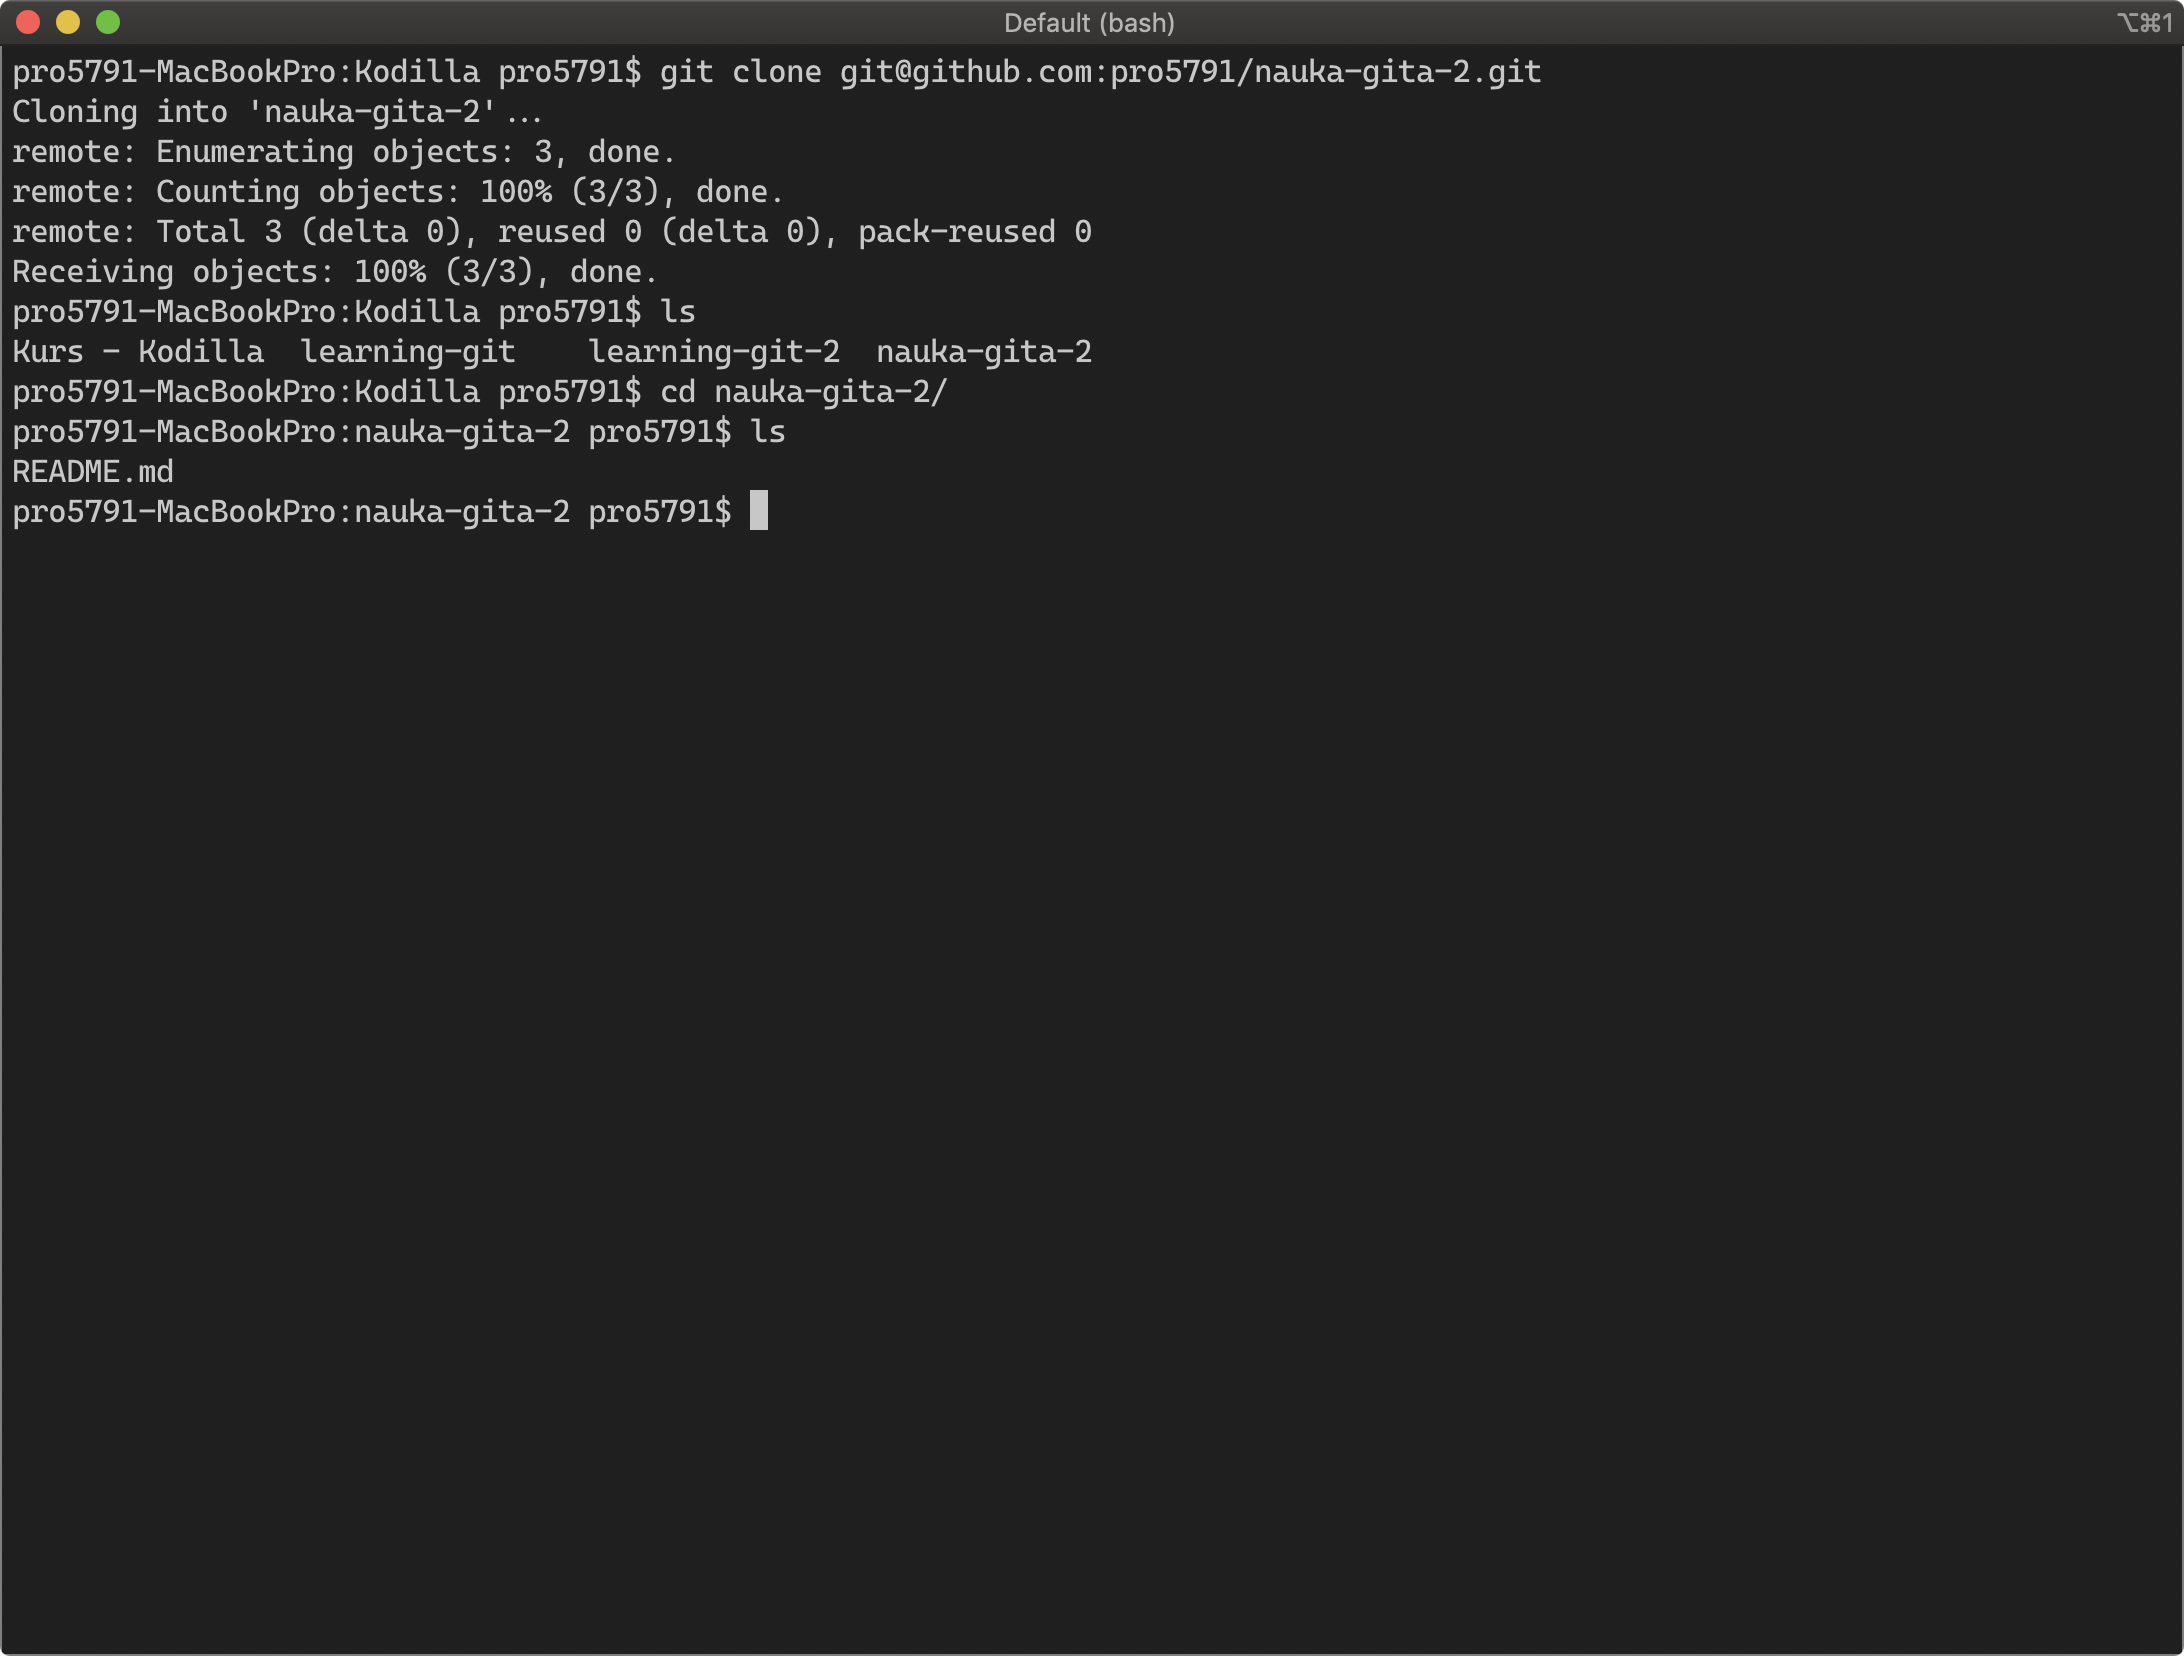 Default (bash)
⌥⌘1
pro5791-MacBookPro:Kodilla pro5791$ git clone git@github.com:pro5791/nauka-gita-2.git
Cloning into 'nauka-gita-2'...
remote: Enumerating objects: 3, done.
remote: Counting objects: 100% (3/3), done.
remote: Total 3 (delta 0), reused 0 (delta 0), pack-reused 0
Receiving objects: 100% (3/3), done.
pro5791-MacBookPro:Kodilla pro5791$ ls
Kurs - Kodilla  learning-git    learning-git-2  nauka-gita-2
pro5791-MacBookPro:Kodilla pro5791$ cd nauka-gita-2/
pro5791-MacBookPro:nauka-gita-2 pro5791$ ls
README.md
pro5791-MacBookPro:nauka-gita-2 pro5791$